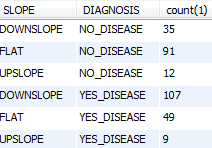 SLOPE DIAGNOSIS count(1)
DOWNSLOPE NO_DISEASE 35
FLAT NO_DISEASE 91
UPSLOPE NO_DISEASE 12
DOWNSLOPE YES_DISEASE 107
FLAT YES_DISEASE 49
UPSLOPE YES_DISEASE 9